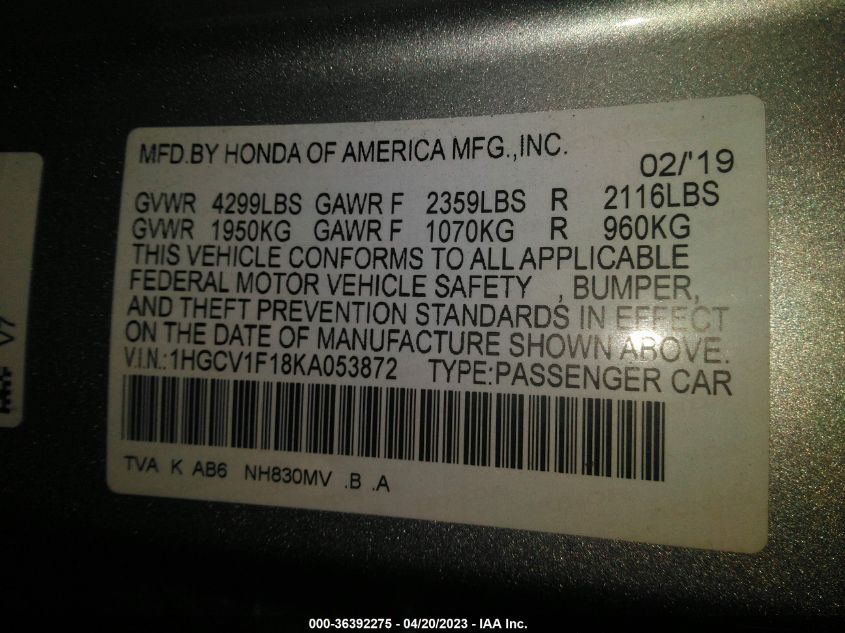 MFD.BY HONDA OF AMERICA MFG.,INC.
02/'19
GVWR 4299LBS GAWR F 2359LBS R 2116LBS
GVWR 1950KG GAWR F 1070KG R 960KG
THIS VEHICLE CONFORMS TO ALL APPLICABLE
FEDERAL MOTOR VEHICLE SAFETY , BUMPER,
AND THEFT PREVENTION STANDARDS IN EFFECT
ON THE DATE OF MANUFACTURE SHOWN ABOVE.
V.I.N.:1HGCV1F18KA053872 TYPE:PASSENGER CAR
TVA K AB6 NH830MV .B .A
V7
000-36392275 - 04/20/2023 - IAA Inc.